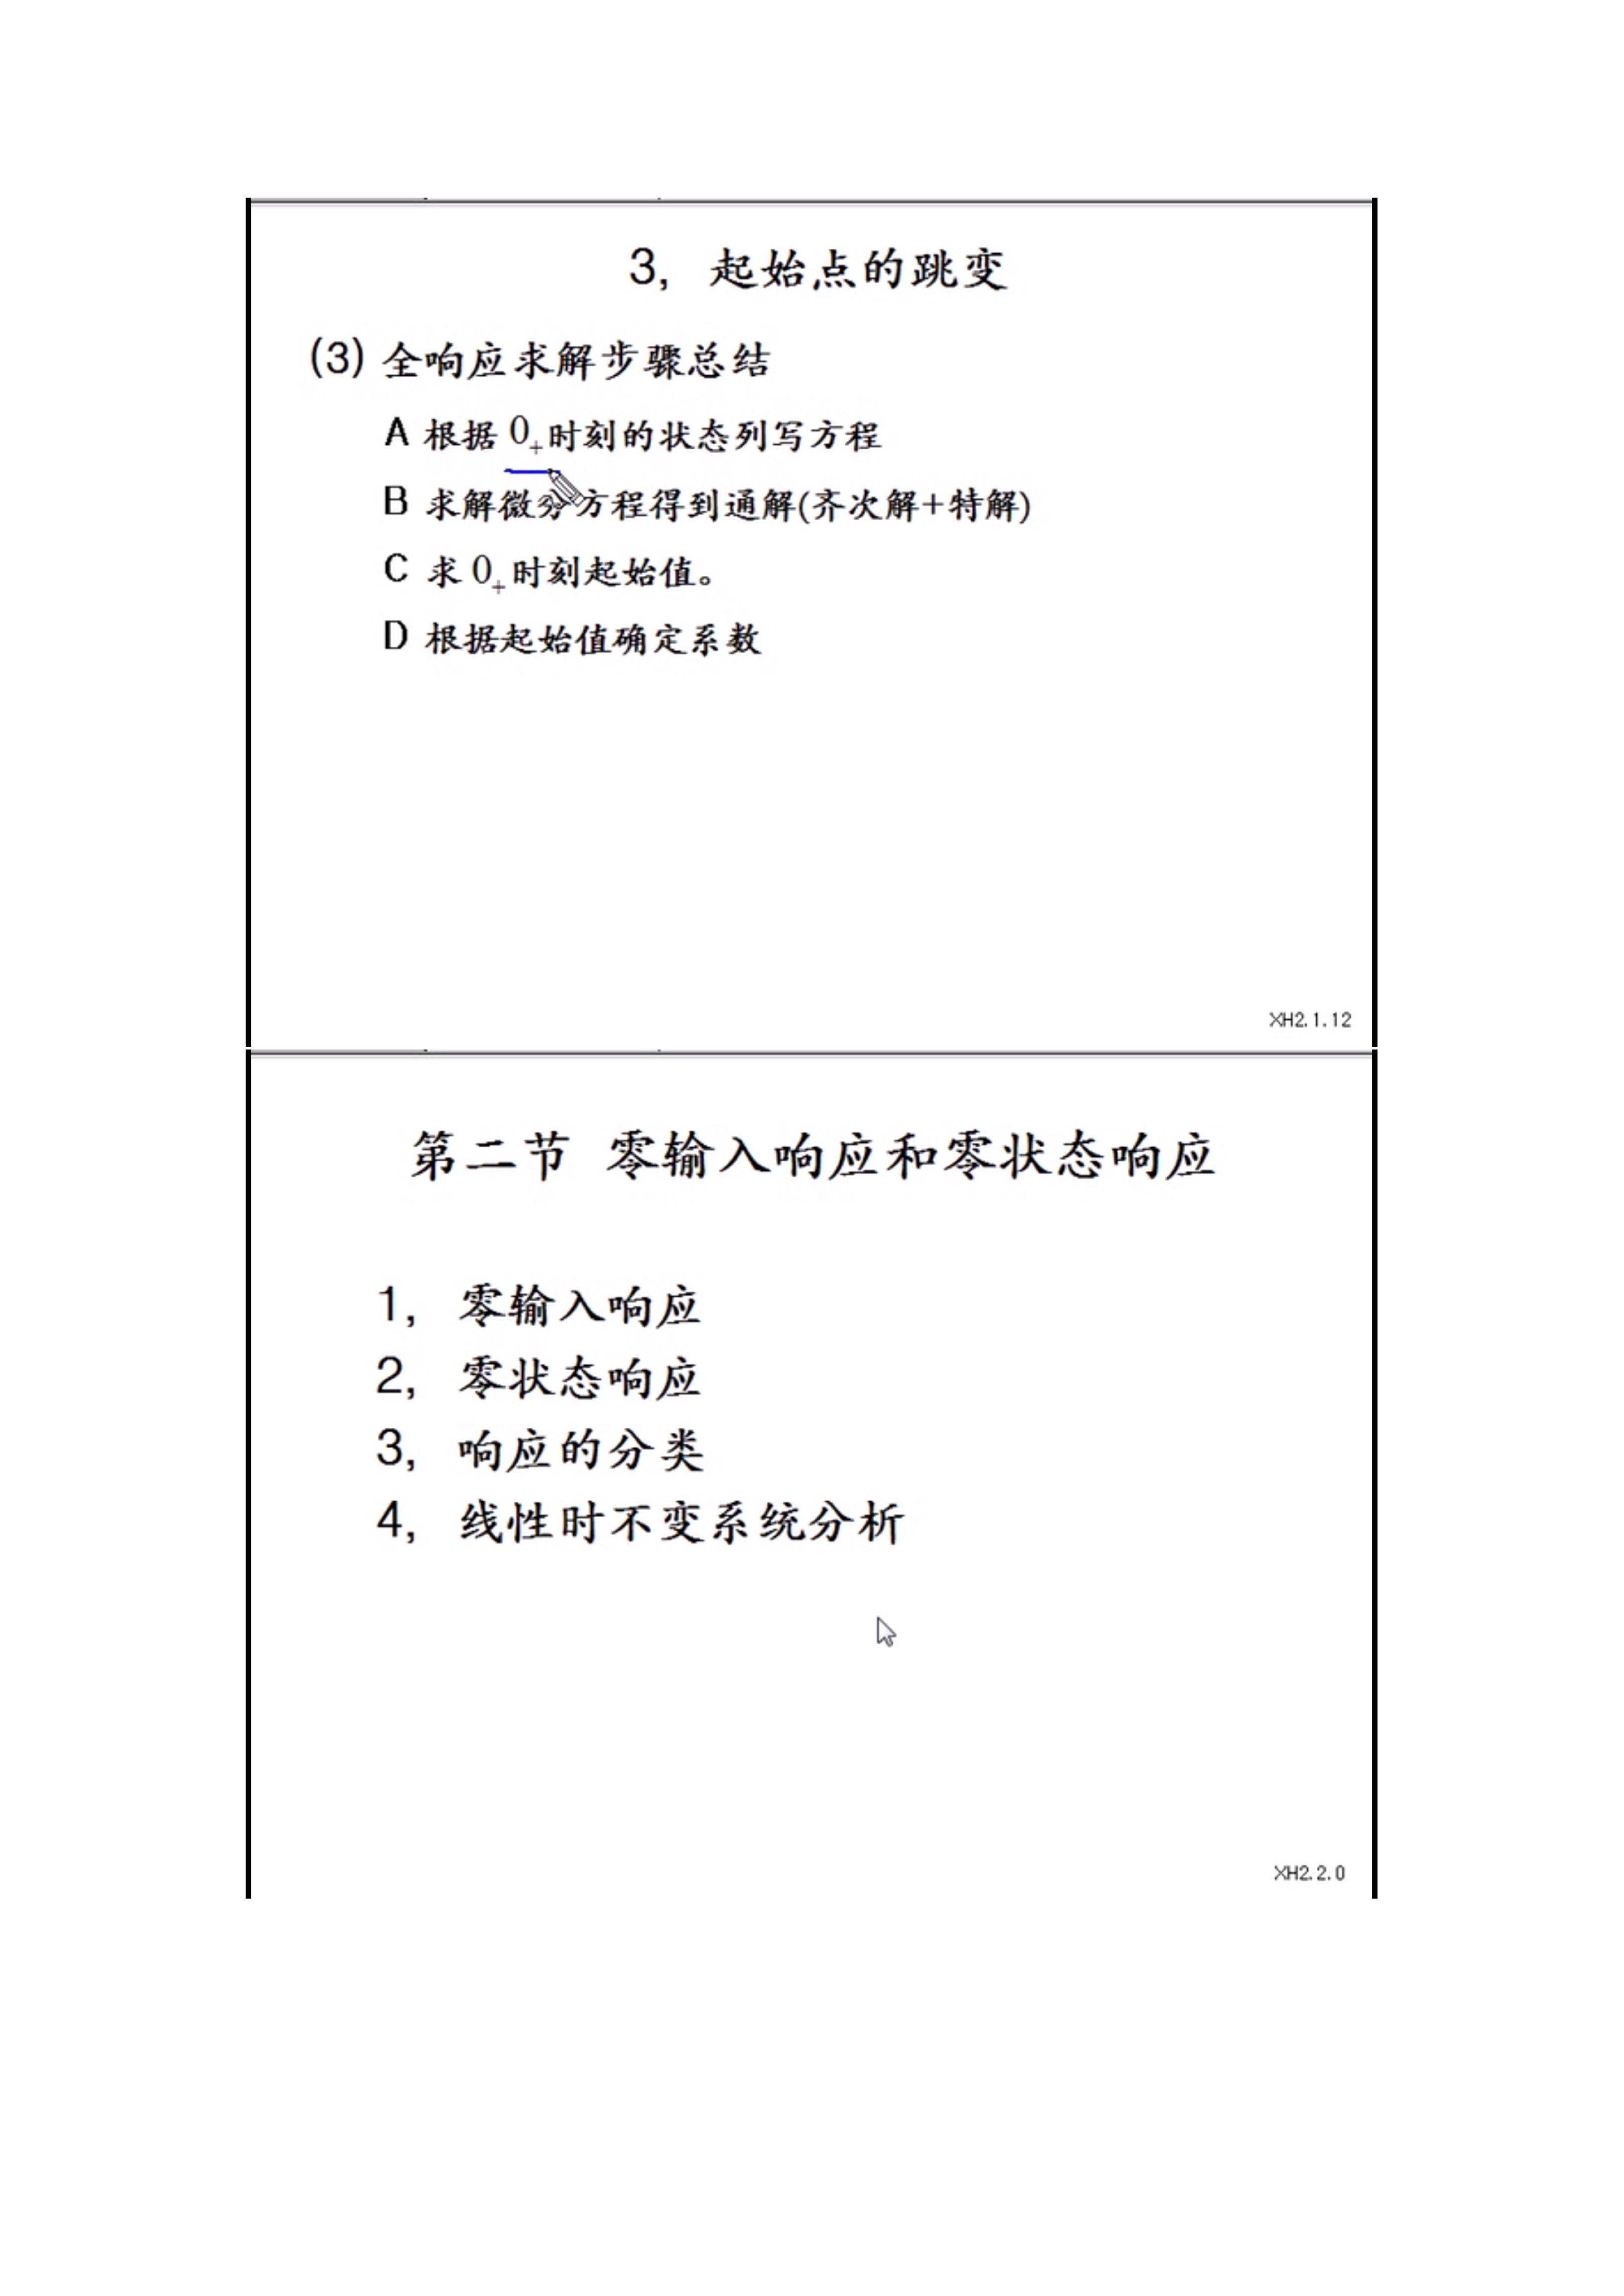 3, 起始点的跳变
(3) 全响应求解步骤总结
A 根据 0+ 时刻的状态列写方程
B 求解微分方程得到通解(齐次解+特解)
C 求 0+ 时刻起始值。
D 根据起始值确定系数
XH2.1.12
第二节 零输入响应和零状态响应
1, 零输入响应
2, 零状态响应
3, 响应的分类
4, 线性时不变系统分析
XH2.2.0